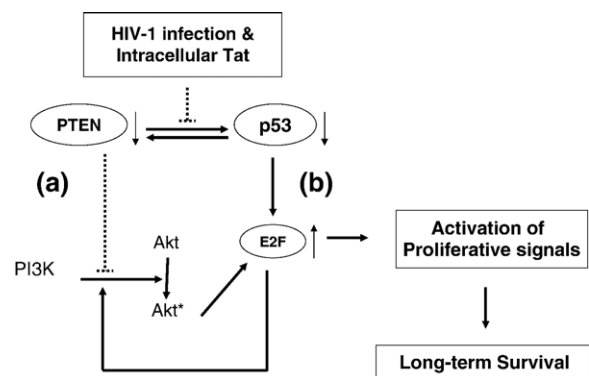 HIV-1 infection &
Intracellular Tat
PTEN
p53
(a)
(b)
E2F
Activation of
Proliferative signals
Akt
PI3K
Akt*
Long-term Survival